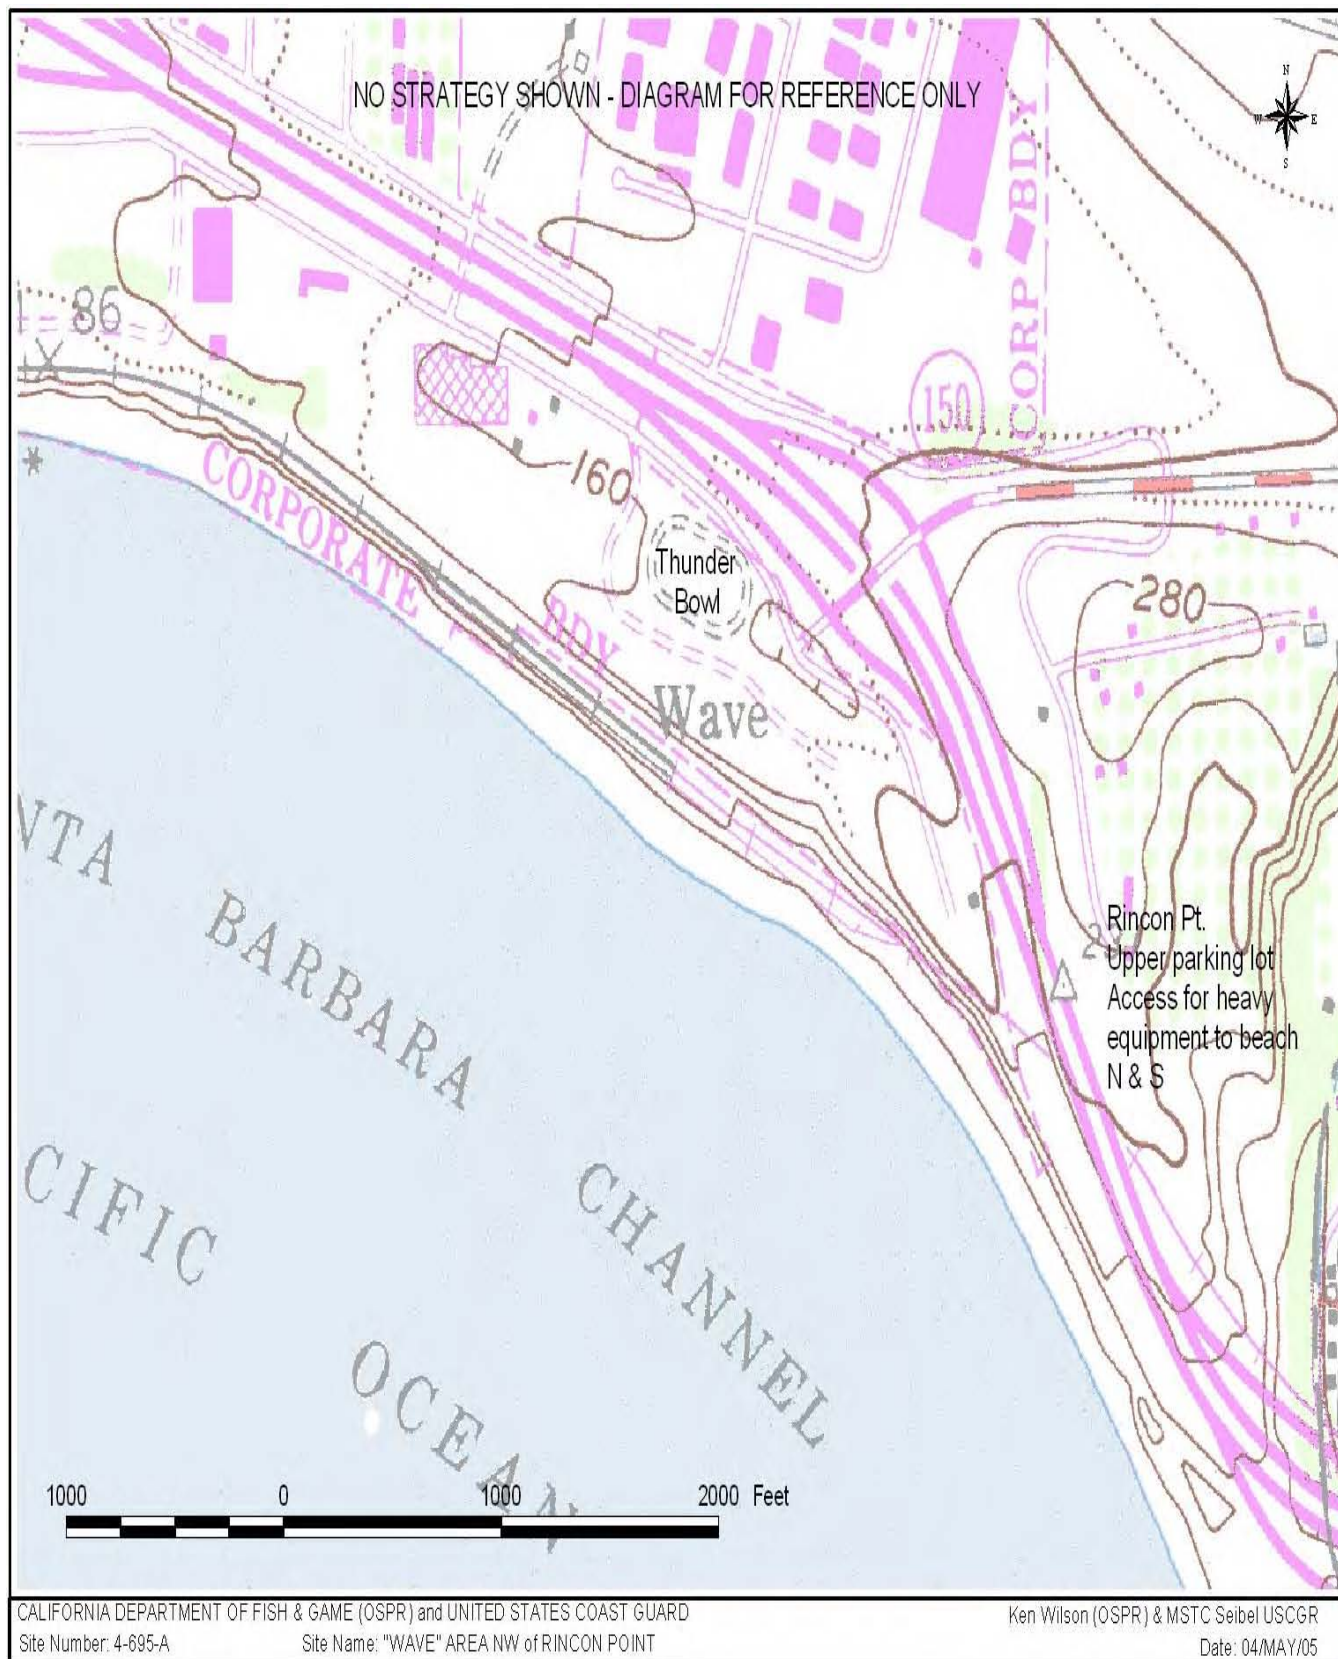 NO STRATEGY SHOWN - DIAGRAM FOR REFERENCE ONLY
N
W E
S
CORP BDY
86
150
CORPORATE BDY
160
Thunder
Bowl
280
Wave
NTA BARBARA CHANNEL
Rincon Pt.
Upper parking lot
Access for heavy
equipment to beach
N & S
CIFIC OCEAN
1000 0 1000 2000 Feet
CALIFORNIA DEPARTMENT OF FISH & GAME (OSPR) and UNITED STATES COAST GUARD
Ken Wilson (OSPR) & MSTC Seibel USCGR
Site Number: 4-695-A Site Name: "WAVE" AREA NW of RINCON POINT
Date: 04/MAY/05